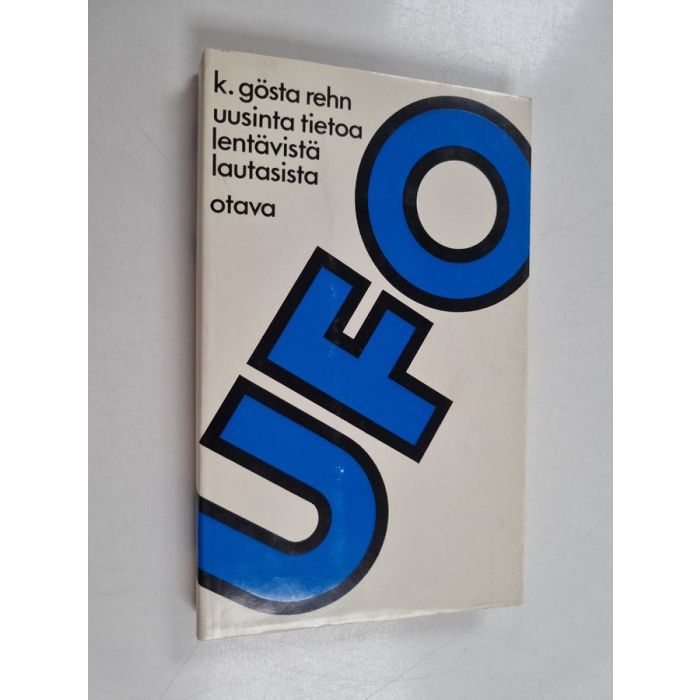 k. gösta rehn
uusinta tietoa
lentävistä
lautasista
otava
UFO